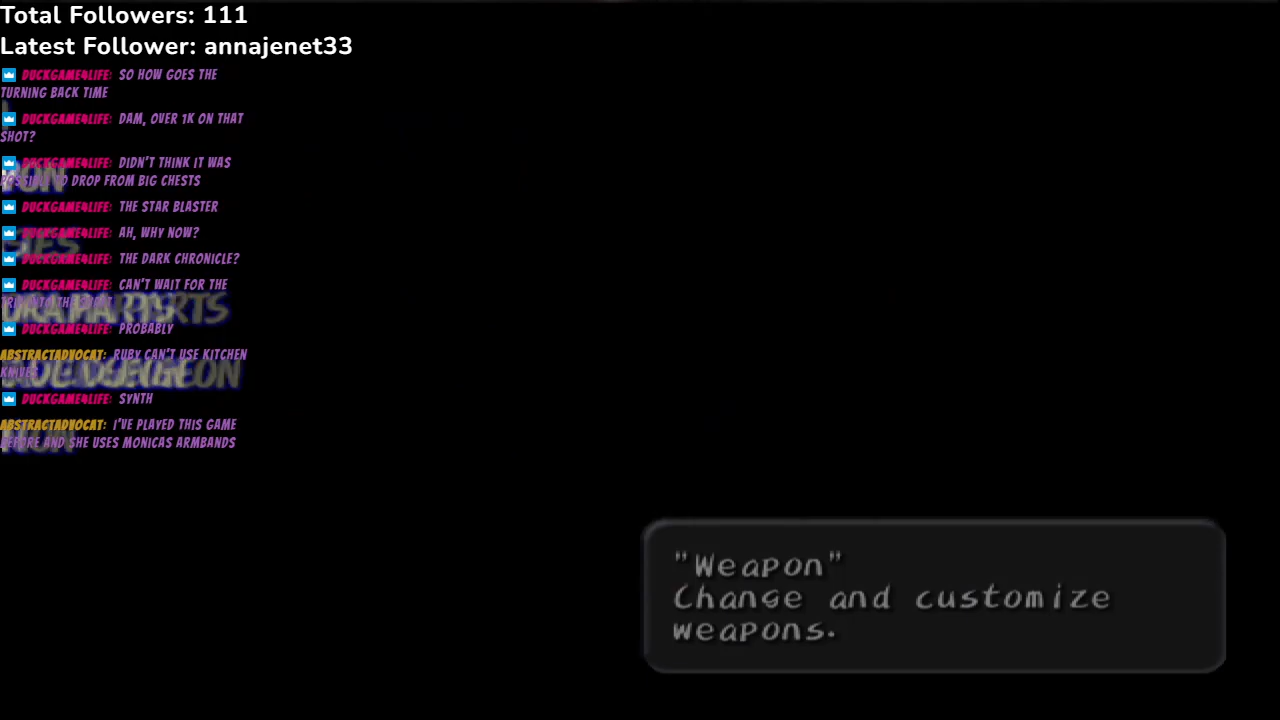 Total Followers: 111
Latest Follower: annajenet33
DUCKGAME4LIFE: SO HOW GOES THE
TURNING BACK TIME
DUCKGAME4LIFE: DAM, OVER 1K ON THAT
SHOT?
DUCKGAME4LIFE: DIDN'T THINK IT WAS
POSSIBLE TO DROP FROM BIG CHESTS
DUCKGAME4LIFE: THE STAR BLASTER
DUCKGAME4LIFE: AH, WHY NOW?
DUCKGAME4LIFE: THE DARK CHRONICLE?
DUCKGAME4LIFE: CAN'T WAIT FOR THE
DUCKGAME4LIFE: PROBABLY
ABSTRACTADVOCAT: RUBY CAN'T USE KITCHEN
KNIVES
DUCKGAME4LIFE: SYNTH
ABSTRACTADVOCAT: I'VE PLAYED THIS GAME
BEFORE AND SHE USES MONICAS ARMBANDS
"Weapon"
Change and customize
weapons.